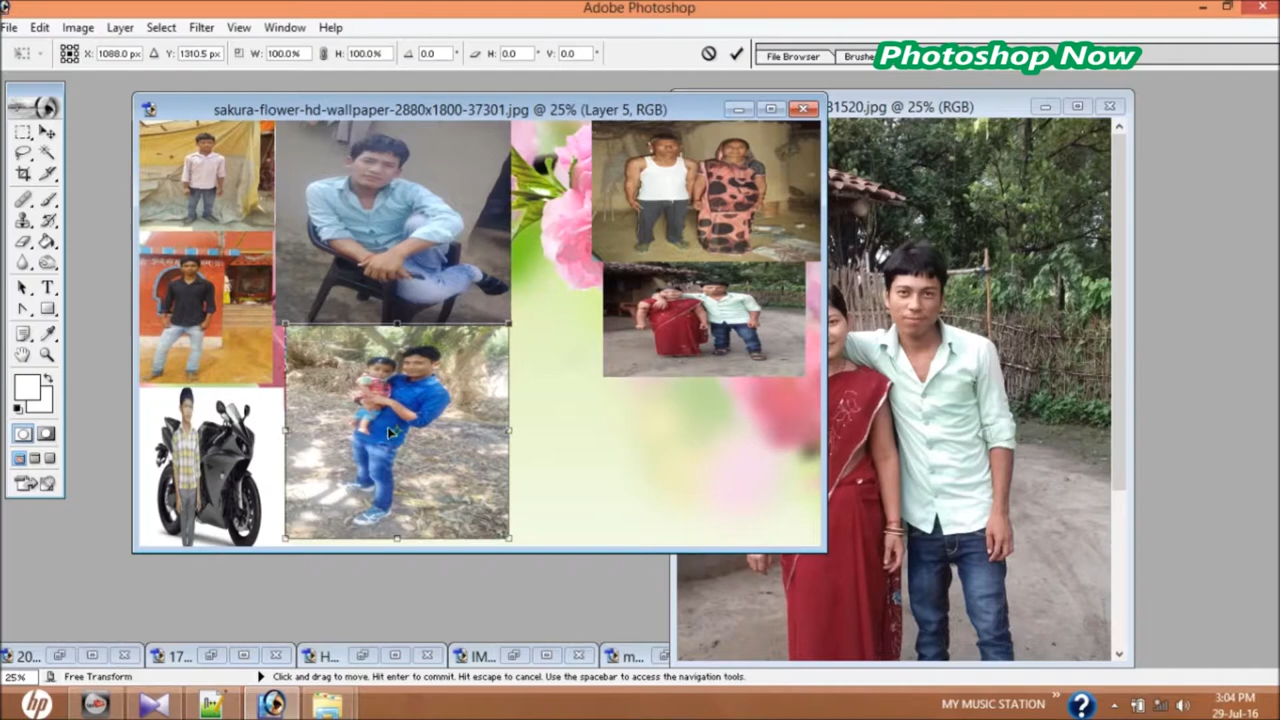 Adobe Photoshop
File Edit Image Layer Select Filter View Window Help
X: 1088.0 px Y: 1310.5 px W: 100.0% H: 100.0% 0.0 ° H: 0.0 ° V: 0.0 °
File Browser Brushe
Photoshop Now
sakura-flower-hd-wallpaper-2880x1800-37301.jpg @ 25% (Layer 5, RGB)
31520.jpg @ 25% (RGB)
20... 17... H... IM... m...
25% Free Transform Click and drag to move. Hit enter to commit. Hit escape to cancel. Use the spacebar to access the navigation tools.
hp MY MUSIC STATION 3:04 PM
29-Jul-16